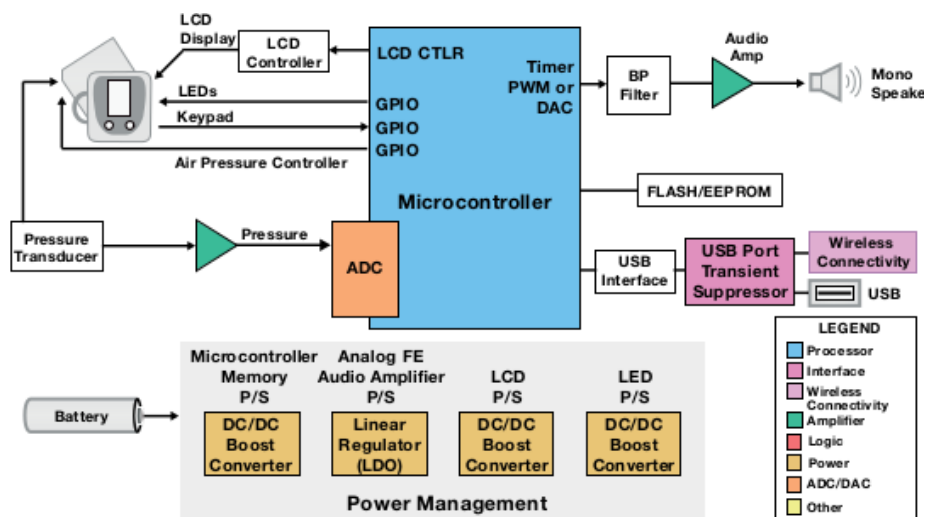 LCD
Display
LCD
Controller
LCD CTLR
Timer
PWM or
DAC
BP
Filter
Audio
Amp
Mono
Speake
LEDs
GPIO
Keypad
GPIO
GPIO
Air Pressure Controller
Microcontroller
FLASH/EEPROM
Pressure
Transducer
Pressure
ADC
USB
Interface
USB Port
Transient
Suppressor
Wireless
Connectivity
USB
Battery
Microcontroller
Memory
P/S
DC/DC
Boost
Converter
Analog FE
Audio Amplifier
P/S
Linear
Regulator
(LDO)
LCD
P/S
DC/DC
Boost
Converter
LED
P/S
DC/DC
Boost
Converter
Power Management
LEGEND
Processor
Interface
Wireless
Connectivity
Amplifier
Logic
Power
ADC/DAC
Other